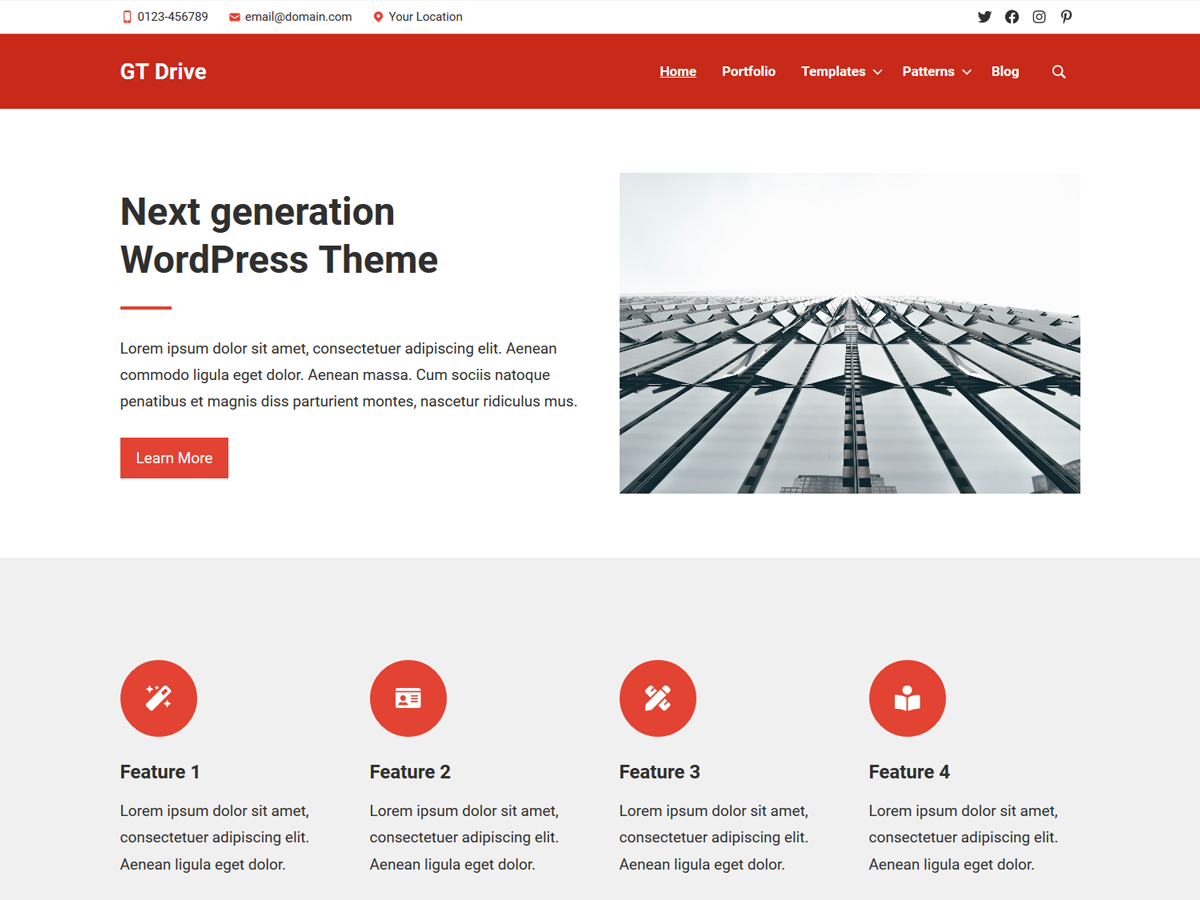 0123-456789 email@domain.com Your Location
GT Drive Home Portfolio Templates Patterns Blog
Next generation
WordPress Theme
Lorem ipsum dolor sit amet, consectetuer adipiscing elit. Aenean
commodo ligula eget dolor. Aenean massa. Cum sociis natoque
penatibus et magnis diss parturient montes, nascetur ridiculus mus.
Learn More
Feature 1
Lorem ipsum dolor sit amet,
consectetuer adipiscing elit.
Aenean ligula eget dolor.
Feature 2
Lorem ipsum dolor sit amet,
consectetuer adipiscing elit.
Aenean ligula eget dolor.
Feature 3
Lorem ipsum dolor sit amet,
consectetuer adipiscing elit.
Aenean ligula eget dolor.
Feature 4
Lorem ipsum dolor sit amet,
consectetuer adipiscing elit.
Aenean ligula eget dolor.